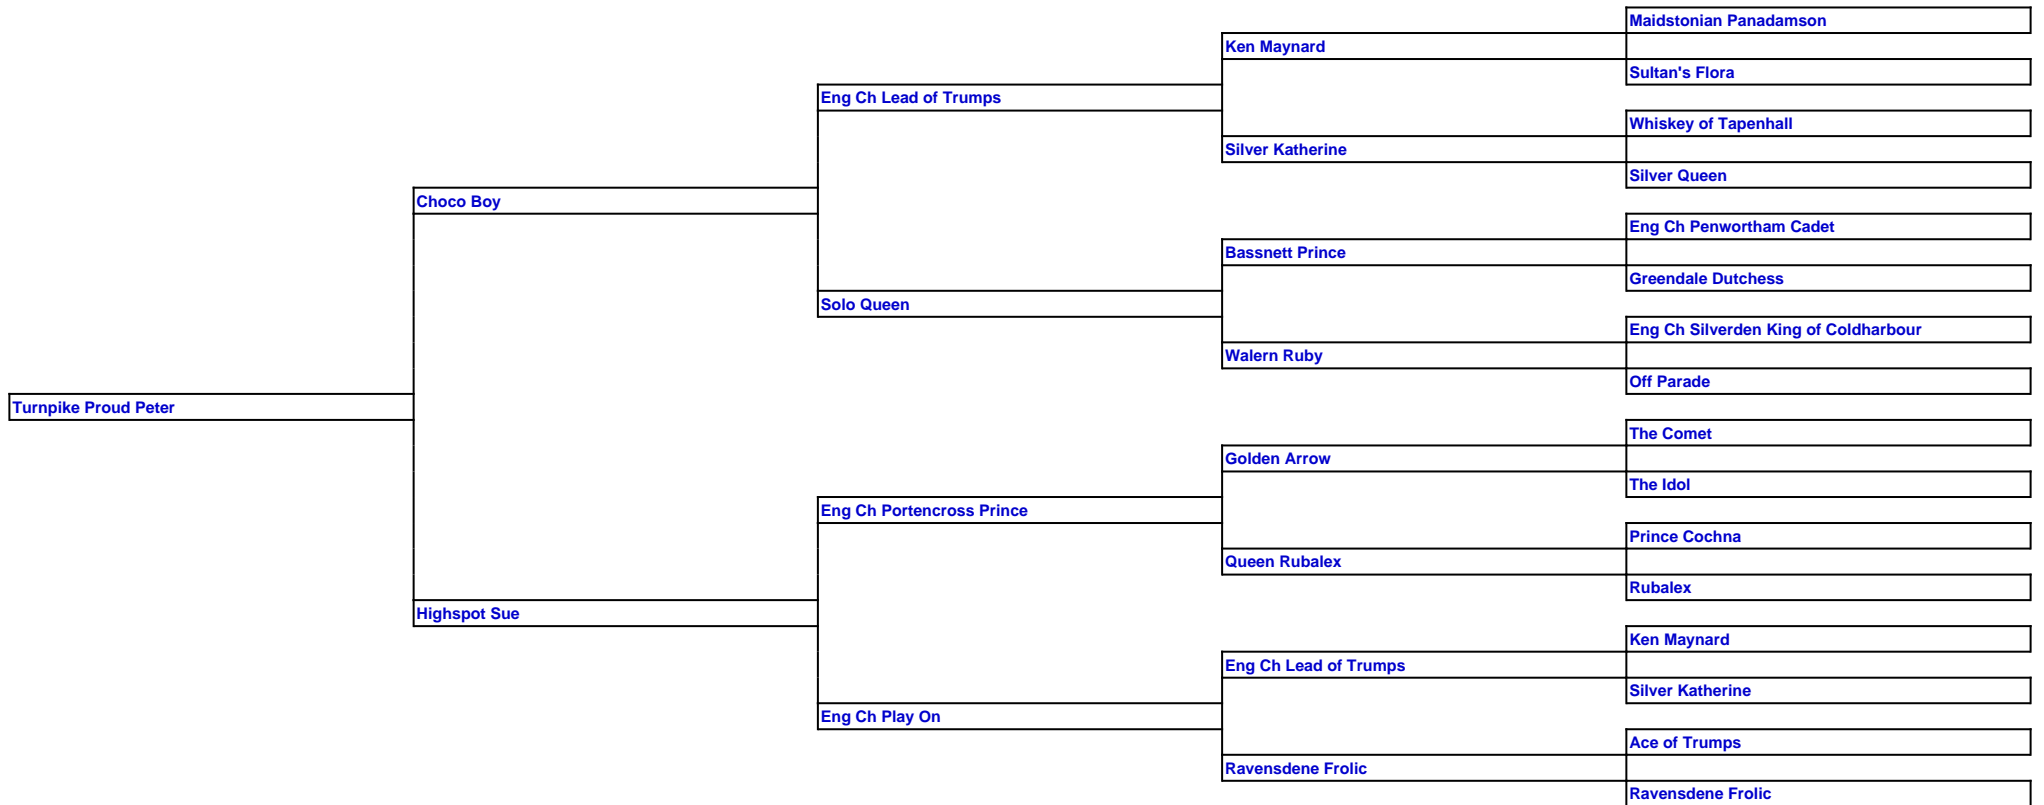 Maidstonian Panadamson
Ken Maynard
Sultan's Flora
Eng Ch Lead of Trumps
Whiskey of Tapenhall
Silver Katherine
Silver Queen
Choco Boy
Eng Ch Penwortham Cadet
Bassnett Prince
Greendale Dutchess
Solo Queen
Eng Ch Silverden King of Coldharbour
Walern Ruby
Off Parade
Turnpike Proud Peter
The Comet
Golden Arrow
The Idol
Eng Ch Portencross Prince
Prince Cochna
Queen Rubalex
Rubalex
Highspot Sue
Ken Maynard
Eng Ch Lead of Trumps
Silver Katherine
Eng Ch Play On
Ace of Trumps
Ravensdene Frolic
Ravensdene Frolic